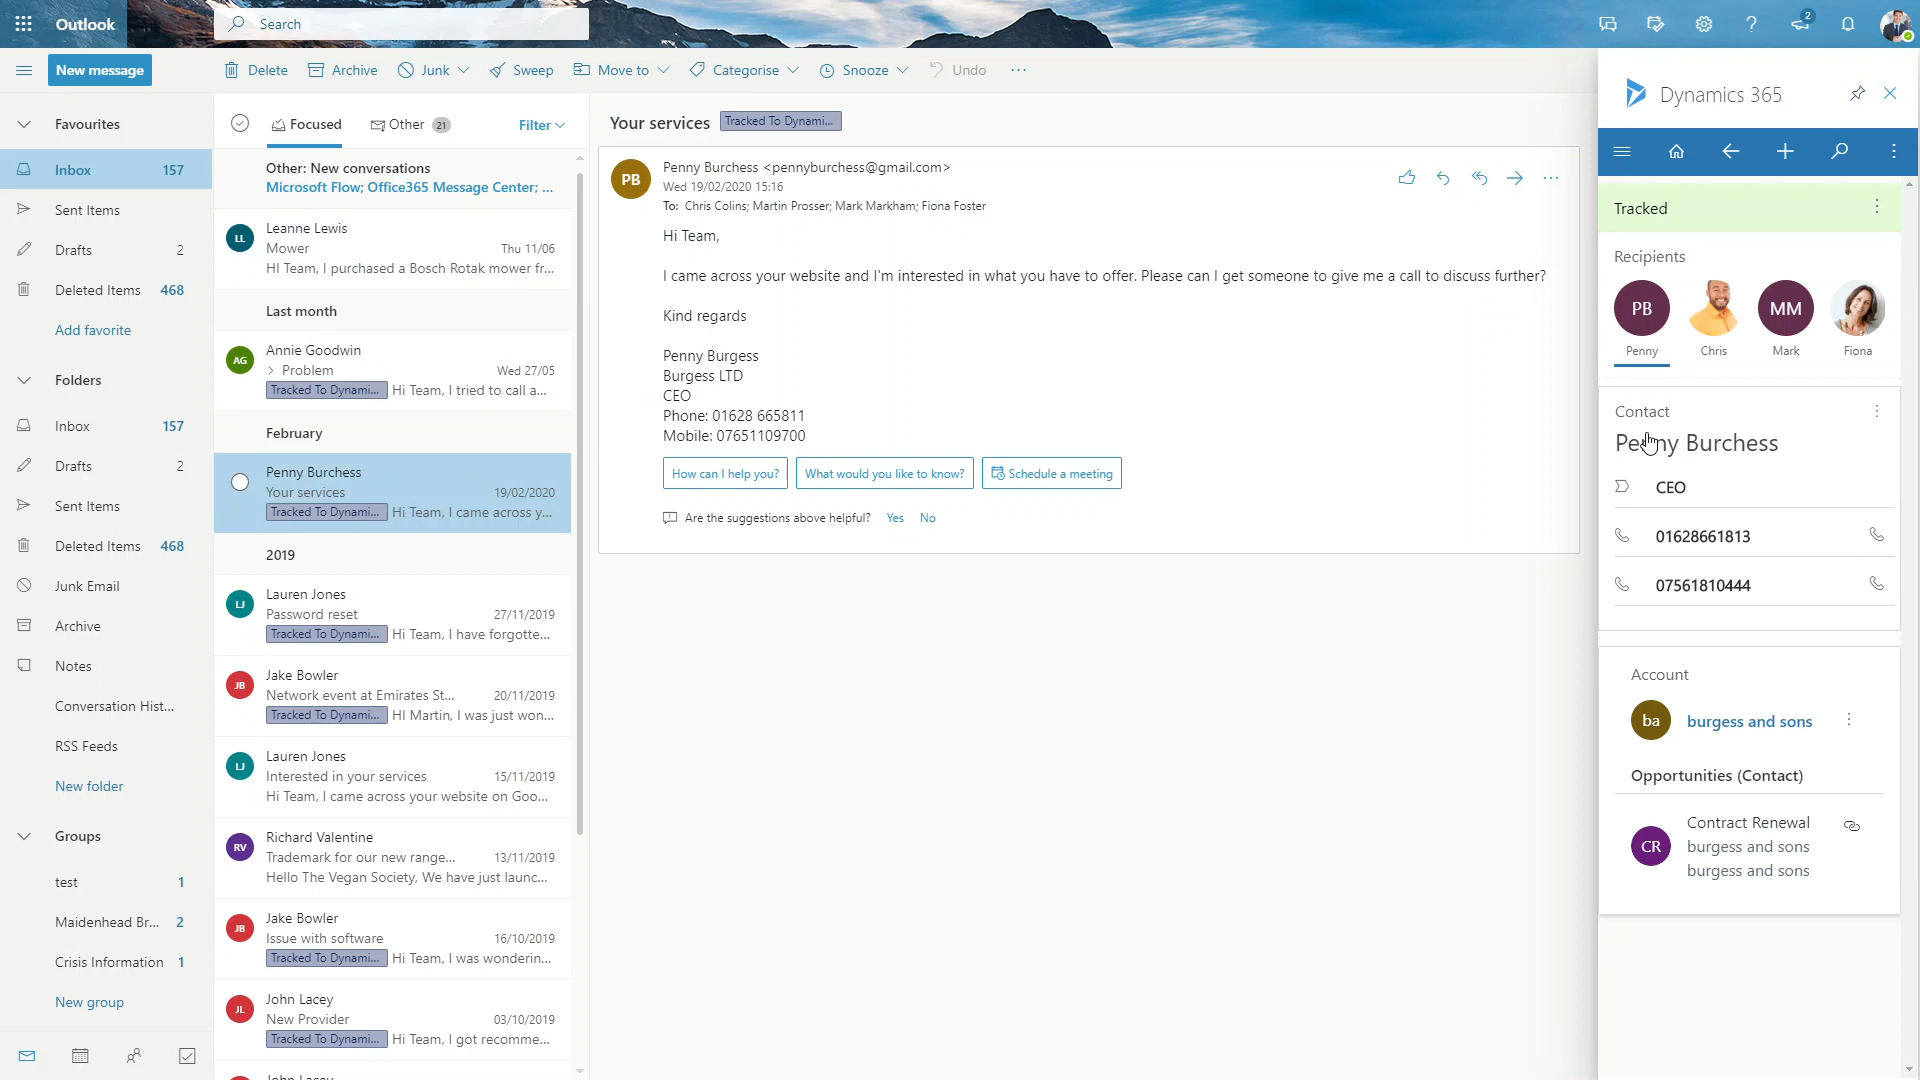 Outlook
Search
2
New message
Delete
Archive
Junk
Sweep
Move to
Categorise
Snooze
Undo
Favourites
Inbox 157
Sent Items
Drafts 2
Deleted Items 468
Add favorite
Folders
Inbox 157
Drafts 2
Sent Items
Deleted Items 468
Junk Email
Archive
Notes
Conversation Hist...
RSS Feeds
New folder
Groups
test 1
Maidenhead Br... 2
Crisis Information 1
New group
Focused
Other 21
Filter
Other: New conversations
Microsoft Flow; Office365 Message Center; ...
LL
Leanne Lewis
Mower Thu 11/06
HI Team, I purchased a Bosch Rotak mower fr...
Last month
AG
Annie Goodwin
Problem Wed 27/05
Tracked To Dynami... Hi Team, I tried to call a...
February
Penny Burchess
Your services 19/02/2020
Tracked To Dynami... Hi Team, I came across y...
2019
LJ
Lauren Jones
Password reset 27/11/2019
Tracked To Dynami... Hi Team, I have forgotte...
JB
Jake Bowler
Network event at Emirates St... 20/11/2019
Tracked To Dynami... HI Martin, I was just won...
LJ
Lauren Jones
Interested in your services 15/11/2019
Hi Team, I came across your website on Goo...
RV
Richard Valentine
Trademark for our new range... 13/11/2019
Hello The Vegan Society, We have just launc...
JB
Jake Bowler
Issue with software 16/10/2019
Tracked To Dynami... Hi Team, I was wonderin...
JL
John Lacey
New Provider 03/10/2019
Tracked To Dynami... Hi Team, I got recomme...
John Lacey
Your services Tracked To Dynami...
PB
Penny Burchess <pennyburchess@gmail.com>
Wed 19/02/2020 15:16
To: Chris Colins; Martin Prosser; Mark Markham; Fiona Foster
Hi Team,
I came across your website and I'm interested in what you have to offer. Please can I get someone to give me a call to discuss further?
Kind regards
Penny Burgess
Burgess LTD
CEO
Phone: 01628 665811
Mobile: 07651109700
How can I help you?
What would you like to know?
Schedule a meeting
Are the suggestions above helpful? Yes No
Dynamics 365
Tracked
Recipients
PB
MM
Penny
Chris
Mark
Fiona
Contact
Penny Burchess
CEO
01628661813
07561810444
Account
ba
burgess and sons
Opportunities (Contact)
CR
Contract Renewal
burgess and sons
burgess and sons